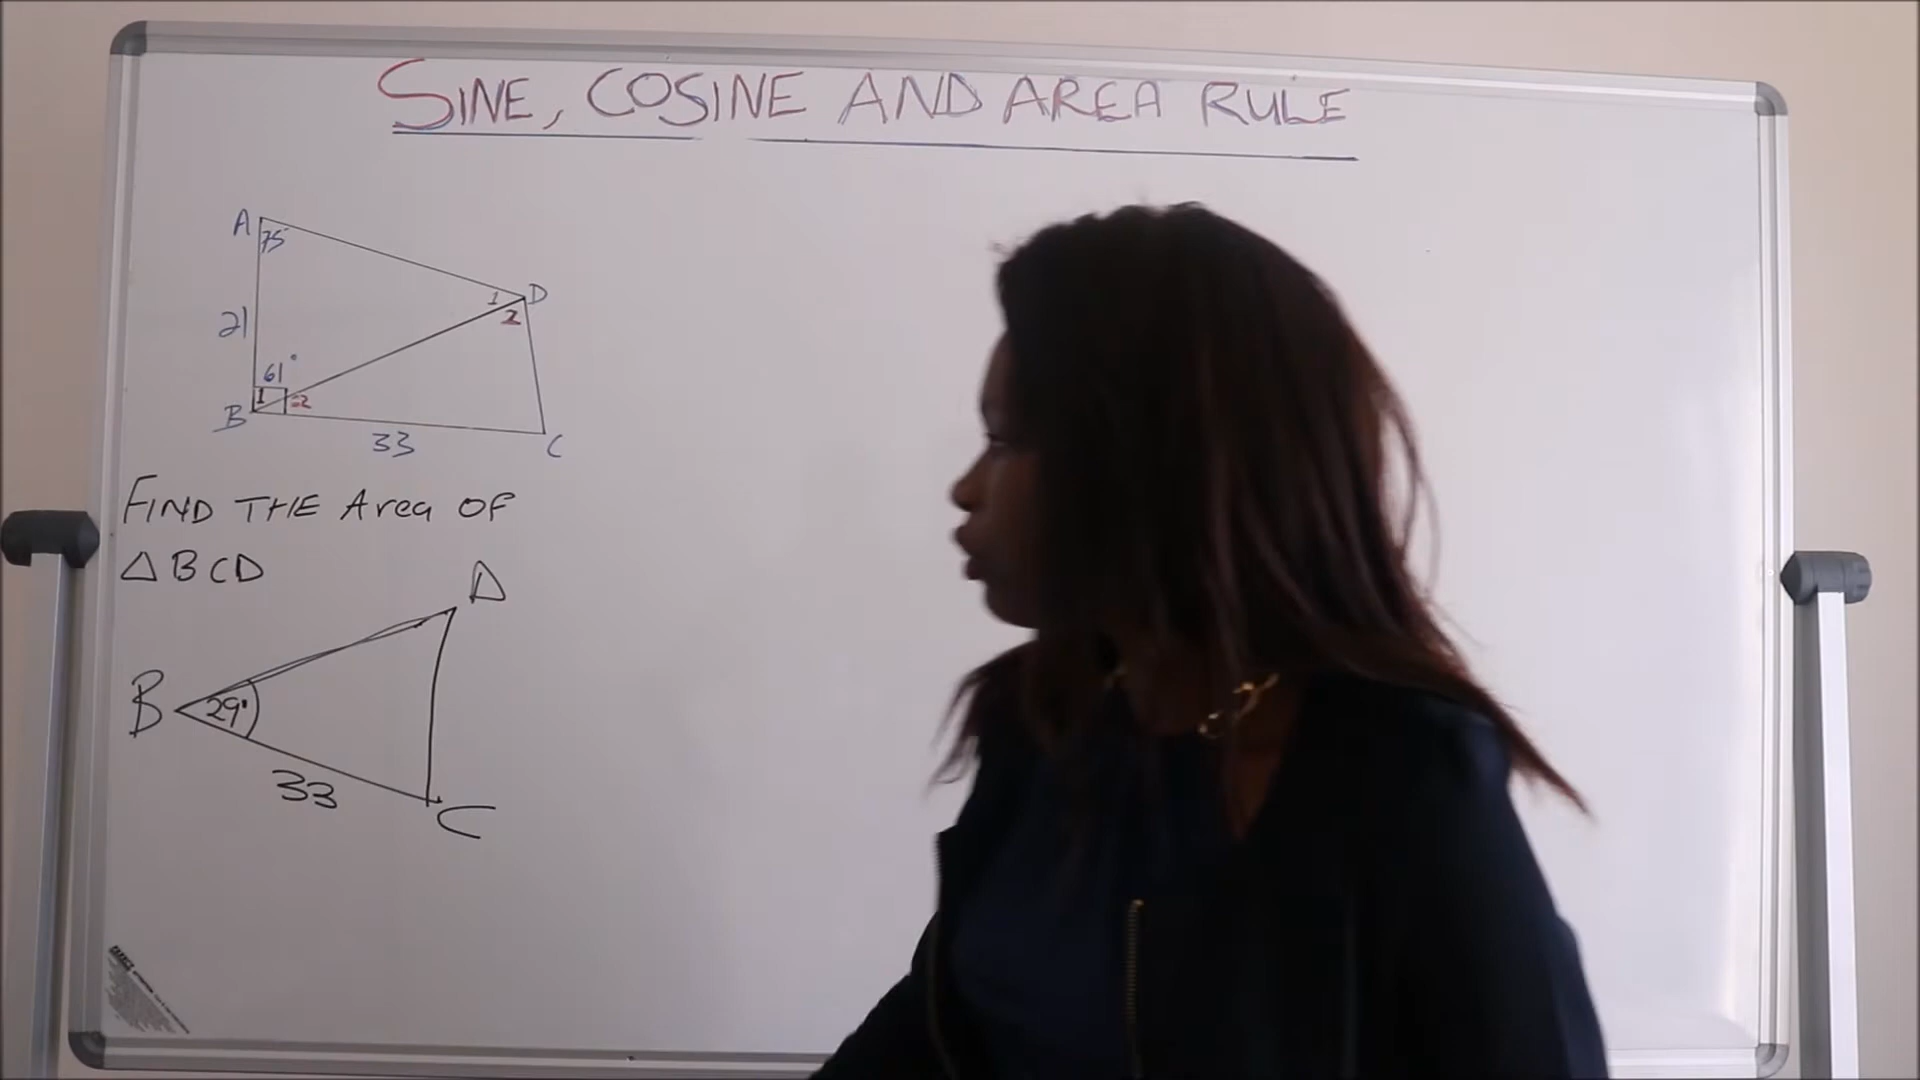 SINE, COSINE AND AREA RULE
A
75°
1
D
2
21
61°
1
2
B
33
C
FIND THE Area OF
△BCD
D
B
29°
33
C